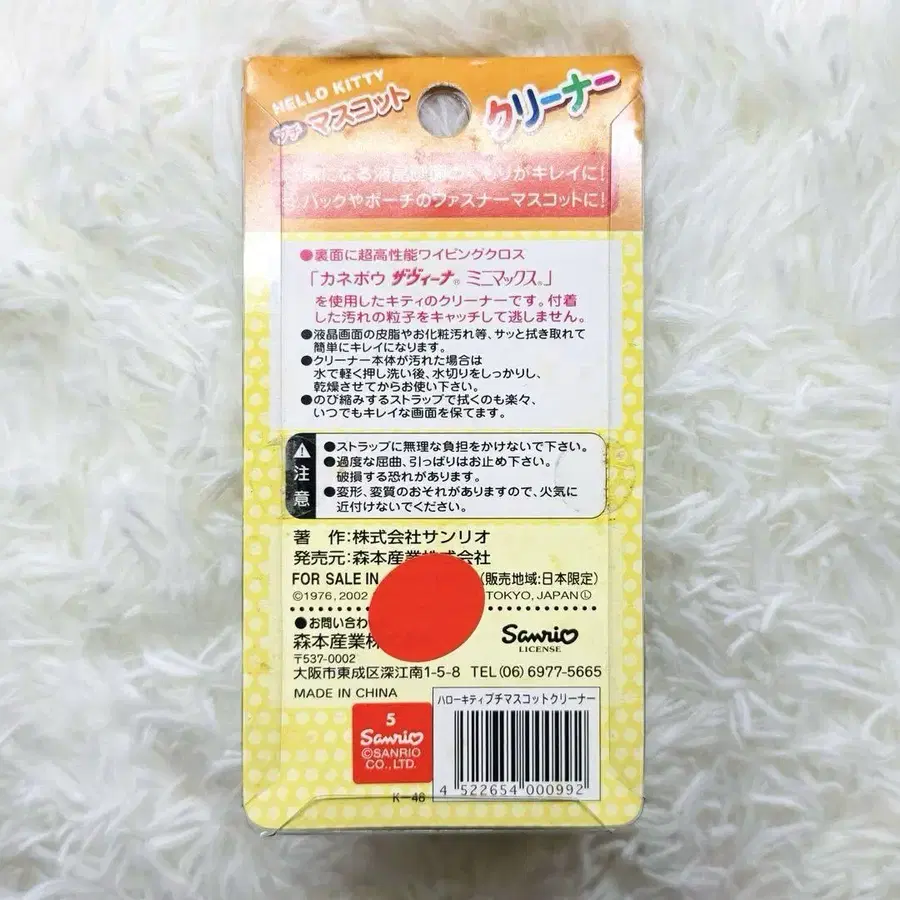 HELLO KITTY
プチ マスコット クリーナー
になる液晶画面のくもりがキレイに!
バックやポーチのファスナーマスコットに!
●裏面に超高性能ワイピングクロス
「カネボウ ザヴィーナ® ミニマックス®」
を使用したキティのクリーナーです。付着
した汚れの粒子をキャッチして逃しません。
●液晶画面の皮脂やお化粧汚れ等、サッと拭き取れて
簡単にキレイになります。
●クリーナー本体が汚れた場合は
水で軽く押し洗い後、水切りをしっかりし、
乾燥させてからお使い下さい。
●のび縮みするストラップで拭くのも楽々、
いつでもキレイな画面を保てます。
注意
●ストラップに無理な負担をかけないで下さい。
●過度な屈曲、引っぱりはお止め下さい。
破損する恐れがあります。
●変形、変質のおそれがありますので、火気に
近付けないでください。
著 作:株式会社サンリオ
発売元:森本産業株式会社
FOR SALE IN (販売地域:日本限定)
©1976, 2002 TOKYO, JAPAN Ⓛ
●お問い合わ
森本産業株
〒537-0002
大阪市東成区深江南1-5-8 TEL(06)6977-5665
MADE IN CHINA
Sanrio
LICENSE
5
Sanrio
©SANRIO
CO.,LTD.
K-48
ハローキティプチマスコットクリーナー
4 522654 000992